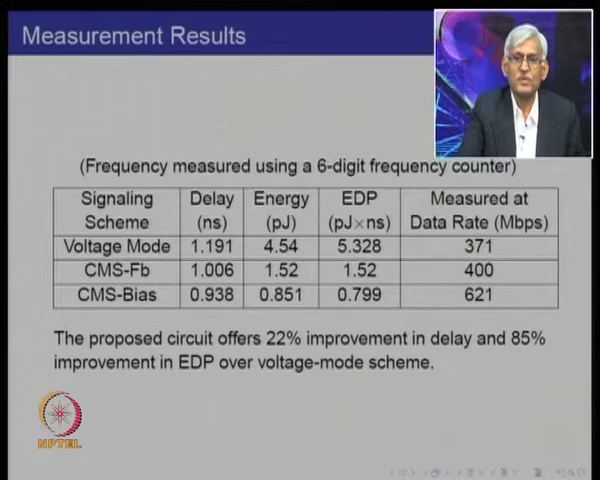 Measurement Results
(Frequency measured using a 6-digit frequency counter)
Signaling Scheme Delay (ns) Energy (pJ) EDP (pJ×ns) Measured at Data Rate (Mbps)
Voltage Mode 1.191 4.54 5.328 371
CMS-Fb 1.006 1.52 1.52 400
CMS-Bias 0.938 0.851 0.799 621
The proposed circuit offers 22% improvement in delay and 85%
improvement in EDP over voltage-mode scheme.
NPTEL